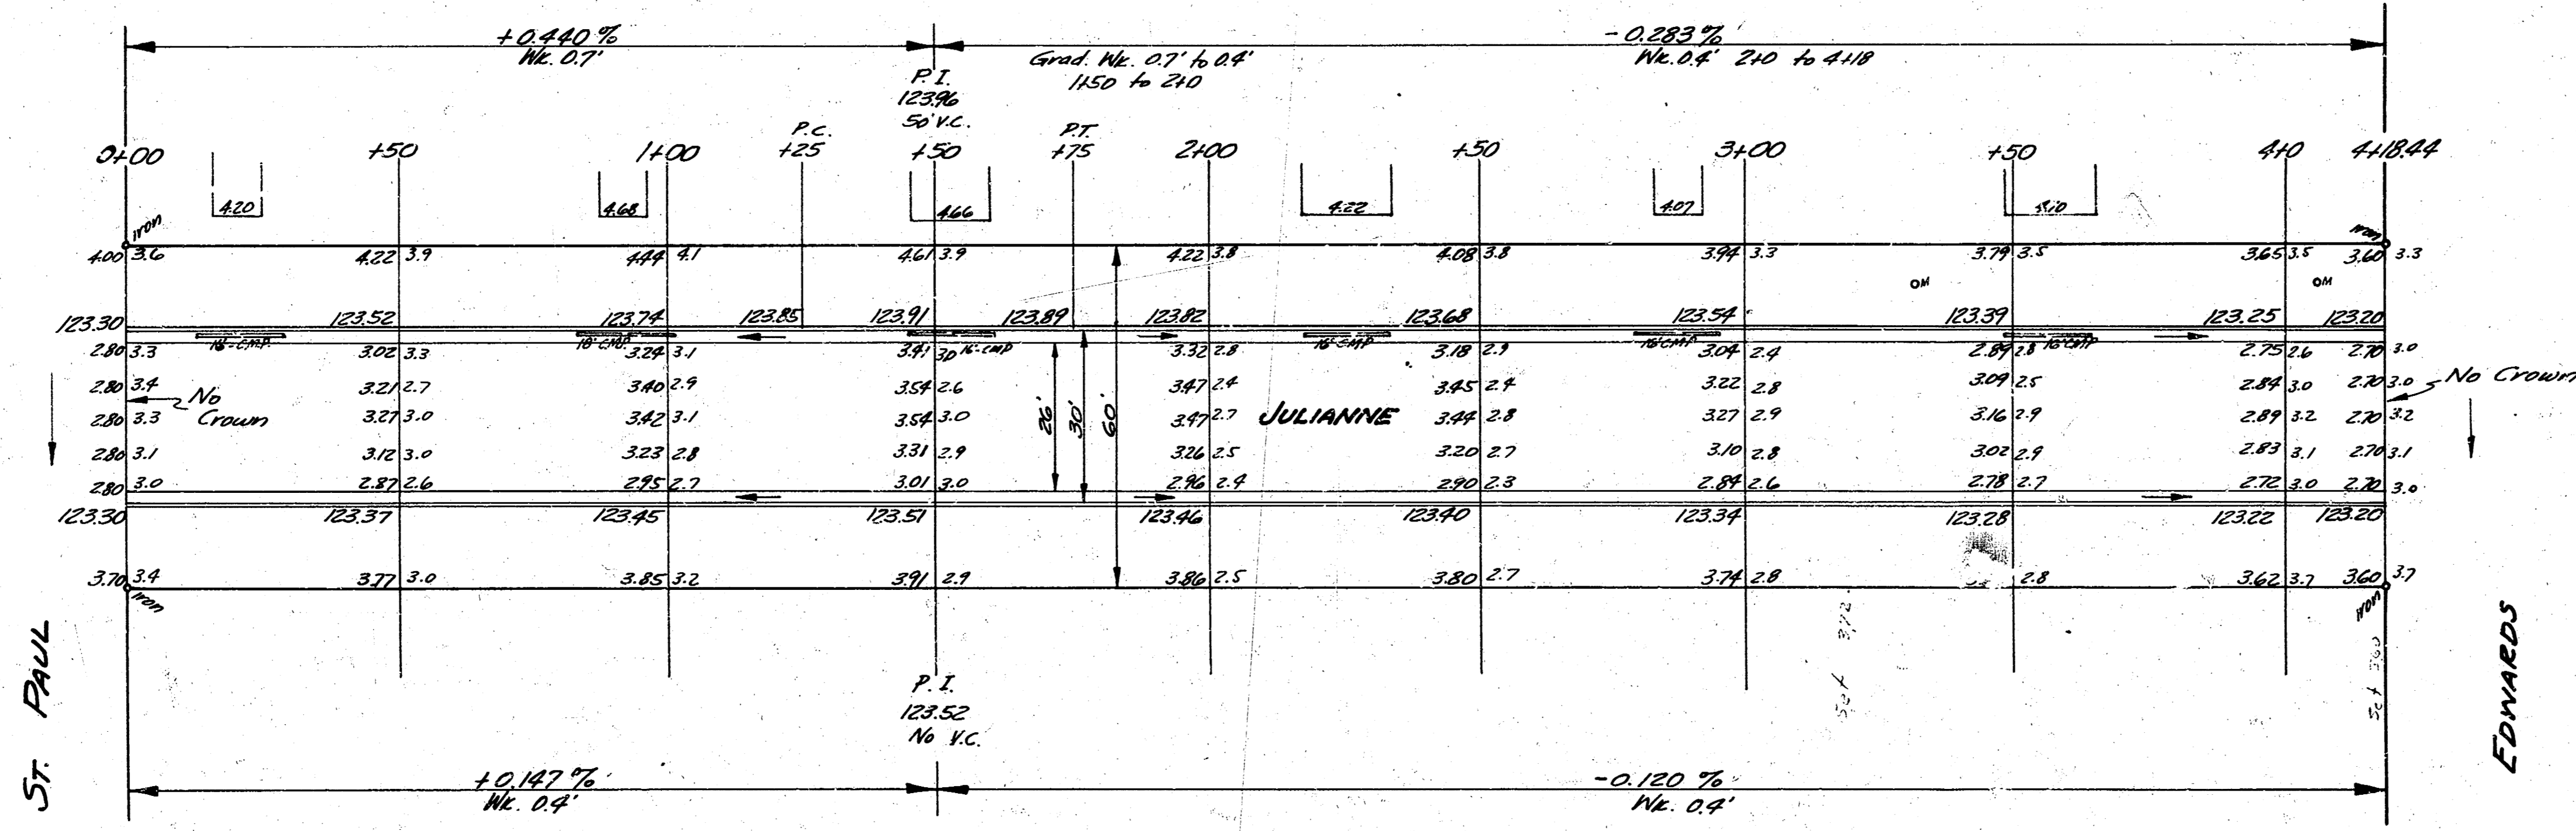 +0.440 %
Wk. 0.7'
Grad. Wk. 0.7' to 0.4'
1+50 to 2+0
-0.283 %
Wk. 0.4' 2+0 to 4+18
P.I.
123.96
50' V.C.
P.C. P.T.
0+00 +50 1+00 +25 +50 +75 2+00 +50 3+00 +50 4+0 4+18.44
4.20 4.68 4.66 4.22 4.07
Iron Iron
4.00 3.6 4.22 3.9 4.44 4.1 4.61 3.9 4.22 3.8 4.08 3.8 3.94 3.3 3.79 3.5 3.65 3.5 3.60 3.3
OM OM
123.30 123.52 123.74 123.85 123.91 123.89 123.82 123.68 123.54 123.39 123.25 123.20
16'-CMP 16'-CMP 16'-CMP 16'-CMP 16'-CMP
2.80 3.3 3.02 3.3 3.24 3.1 3.41 3.0 3.32 2.8 3.18 2.9 3.04 2.4 2.89 2.8 2.75 2.6 2.70 3.0
2.80 3.4 3.21 2.7 3.40 2.9 3.54 2.6 3.47 2.4 3.45 2.4 3.22 2.8 3.09 2.5 2.84 3.0 2.70 3.0
No Crown
No Crown
2.80 3.3 3.27 3.0 3.42 3.1 3.54 3.0 3.47 2.7 3.44 2.8 3.27 2.9 3.16 2.9 2.89 3.2 2.70 3.2
26' 30' 60'
JULIANNE
2.80 3.1 3.12 3.0 3.23 2.8 3.31 2.9 3.26 2.5 3.20 2.7 3.10 2.8 3.02 2.9 2.83 3.1 2.70 3.1
2.80 3.0 2.87 2.6 2.95 2.7 3.01 3.0 2.96 2.4 2.90 2.3 2.84 2.6 2.78 2.7 2.72 3.0 2.70 3.0
123.30 123.37 123.45 123.51 123.46 123.40 123.34 123.28 123.22 123.20
3.70 3.4 3.77 3.0 3.85 3.2 3.91 2.9 3.86 2.5 3.80 2.7 3.74 2.8 2.8 3.62 3.7 3.60 3.7
Iron Iron
Set 3.72
Set 3.60
P.I.
123.52
No V.C.
+0.147 %
Wk. 0.4'
-0.120 %
Wk. 0.4'
ST. PAUL
EDWARDS